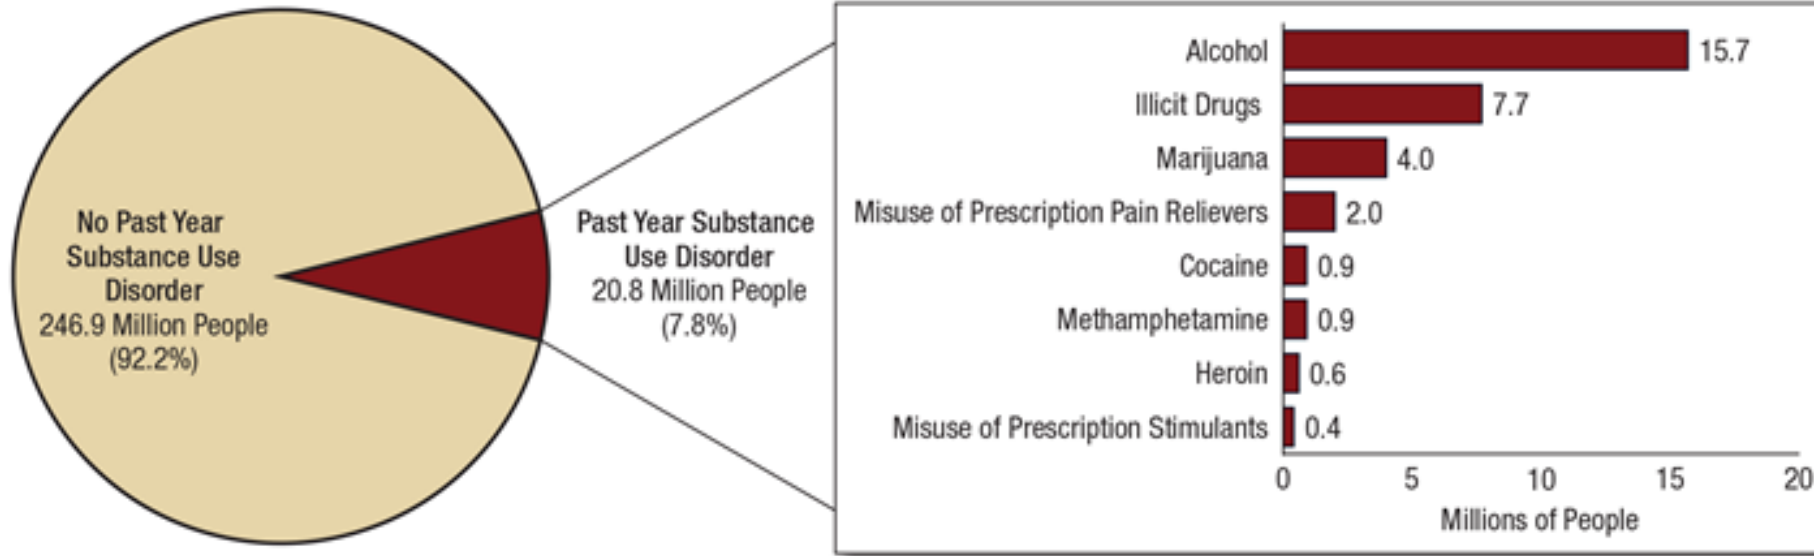 No Past Year
Substance Use
Disorder
246.9 Million People
(92.2%)
Past Year Substance
Use Disorder
20.8 Million People
(7.8%)
Alcohol 15.7
Illicit Drugs 7.7
Marijuana 4.0
Misuse of Prescription Pain Relievers 2.0
Cocaine 0.9
Methamphetamine 0.9
Heroin 0.6
Misuse of Prescription Stimulants 0.4
0 5 10 15 20
Millions of People